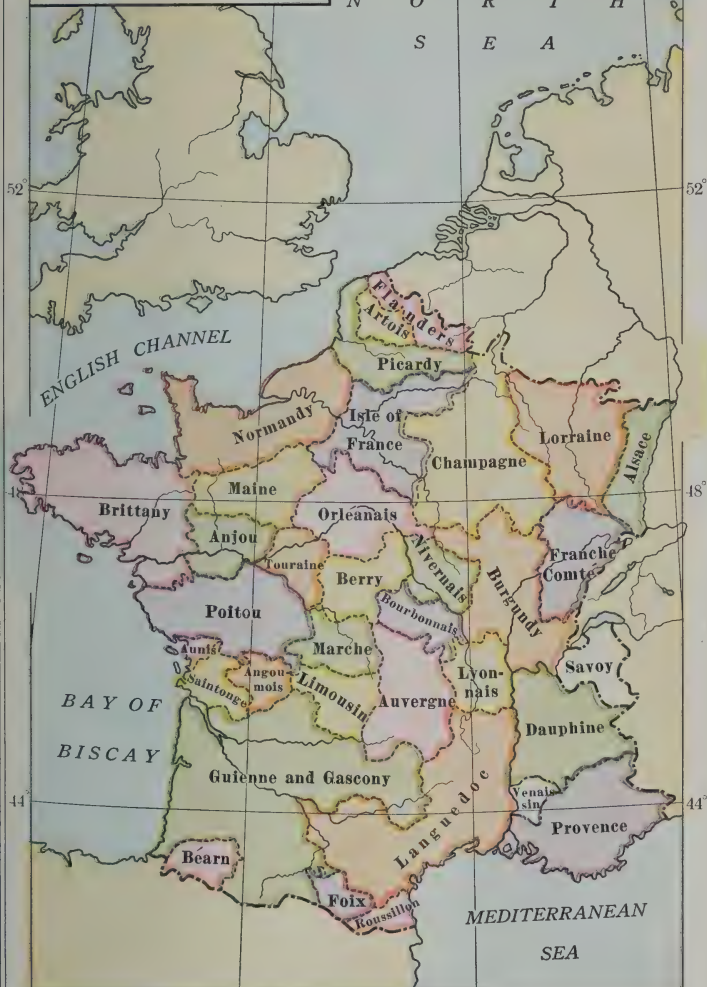 N O R T H
S E A
52°
52°
Flanders
Artois
Picardy
ENGLISH CHANNEL
Normandy
Isle of
France
Champagne
Lorraine
Alsace
48°
48°
Brittany
Maine
Orleanais
Anjou
Touraine
Berry
Nivernais
Burgundy
Franche
Comte
Poitou
Bourbonnais
Marche
Aunis
Saintonge
Angou-
mois
Limousin
Auvergne
Lyon-
nais
Savoy
BAY OF
BISCAY
Dauphine
Guienne and Gascony
Languedoc
Venais
sin
44°
44°
Provence
Béarn
Foix
Roussillon
MEDITERRANEAN
SEA